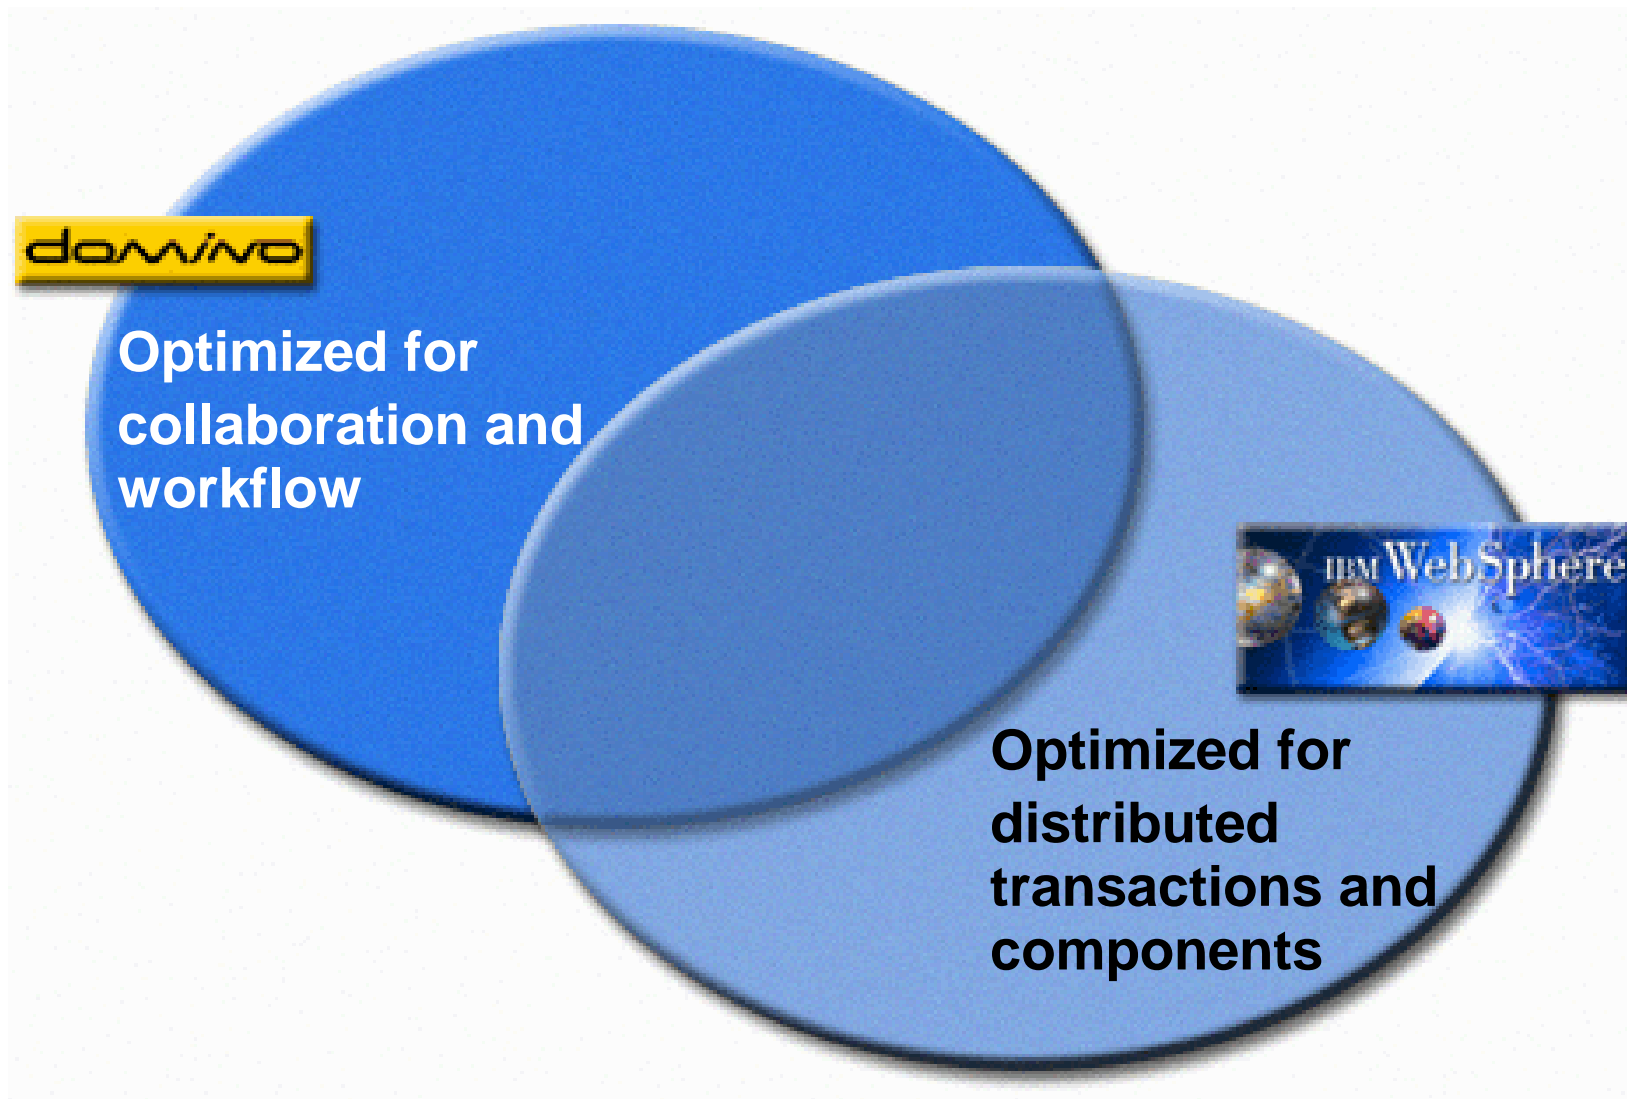 domino
Optimized for
collaboration and
workflow
IBM WebSphere
Optimized for
distributed
transactions and
components